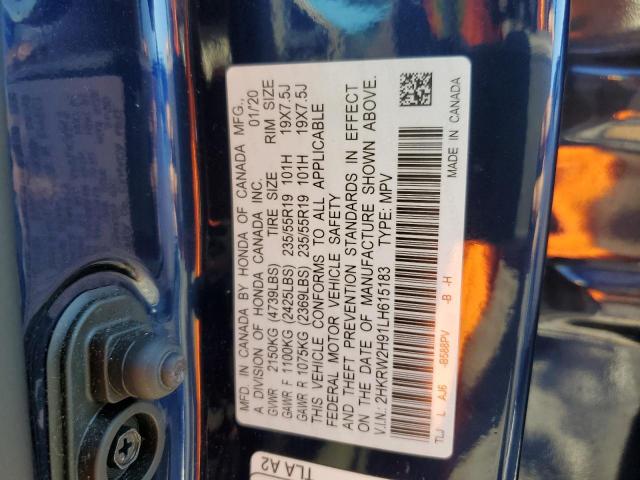 MFD. IN CANADA BY HONDA OF CANADA MFG.,
A DIVISION OF HONDA CANADA INC. 01/20
GVWR 2150KG (4739LBS) TIRE SIZE RIM SIZE
GAWR F 1100KG (2425LBS) 235/55R19 101H 19X7.5J
GAWR R 1075KG (2369LBS) 235/55R19 101H 19X7.5J
THIS VEHICLE CONFORMS TO ALL APPLICABLE
FEDERAL MOTOR VEHICLE SAFETY
AND THEFT PREVENTION STANDARDS IN EFFECT
ON THE DATE OF MANUFACTURE SHOWN ABOVE.
V.I.N.: 2HKRW2H91LH615183 TYPE: MPV
TLJ L AJ6 B588PV -B -H
MADE IN CANADA
TLA A2